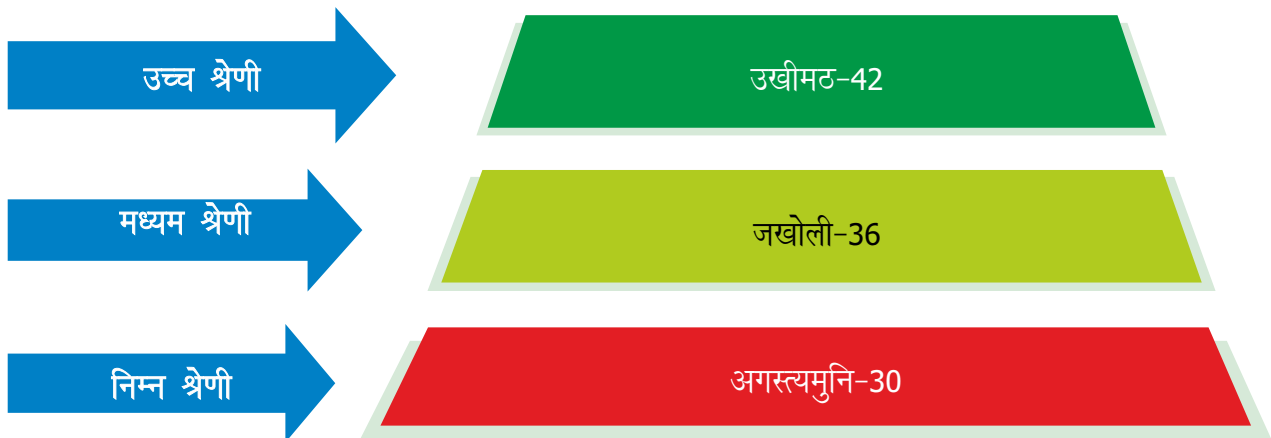 उच्च श्रेणी
उखीमठ-42
मध्यम श्रेणी
जखोली-36
निम्न श्रेणी
अगस्त्यमुनि-30